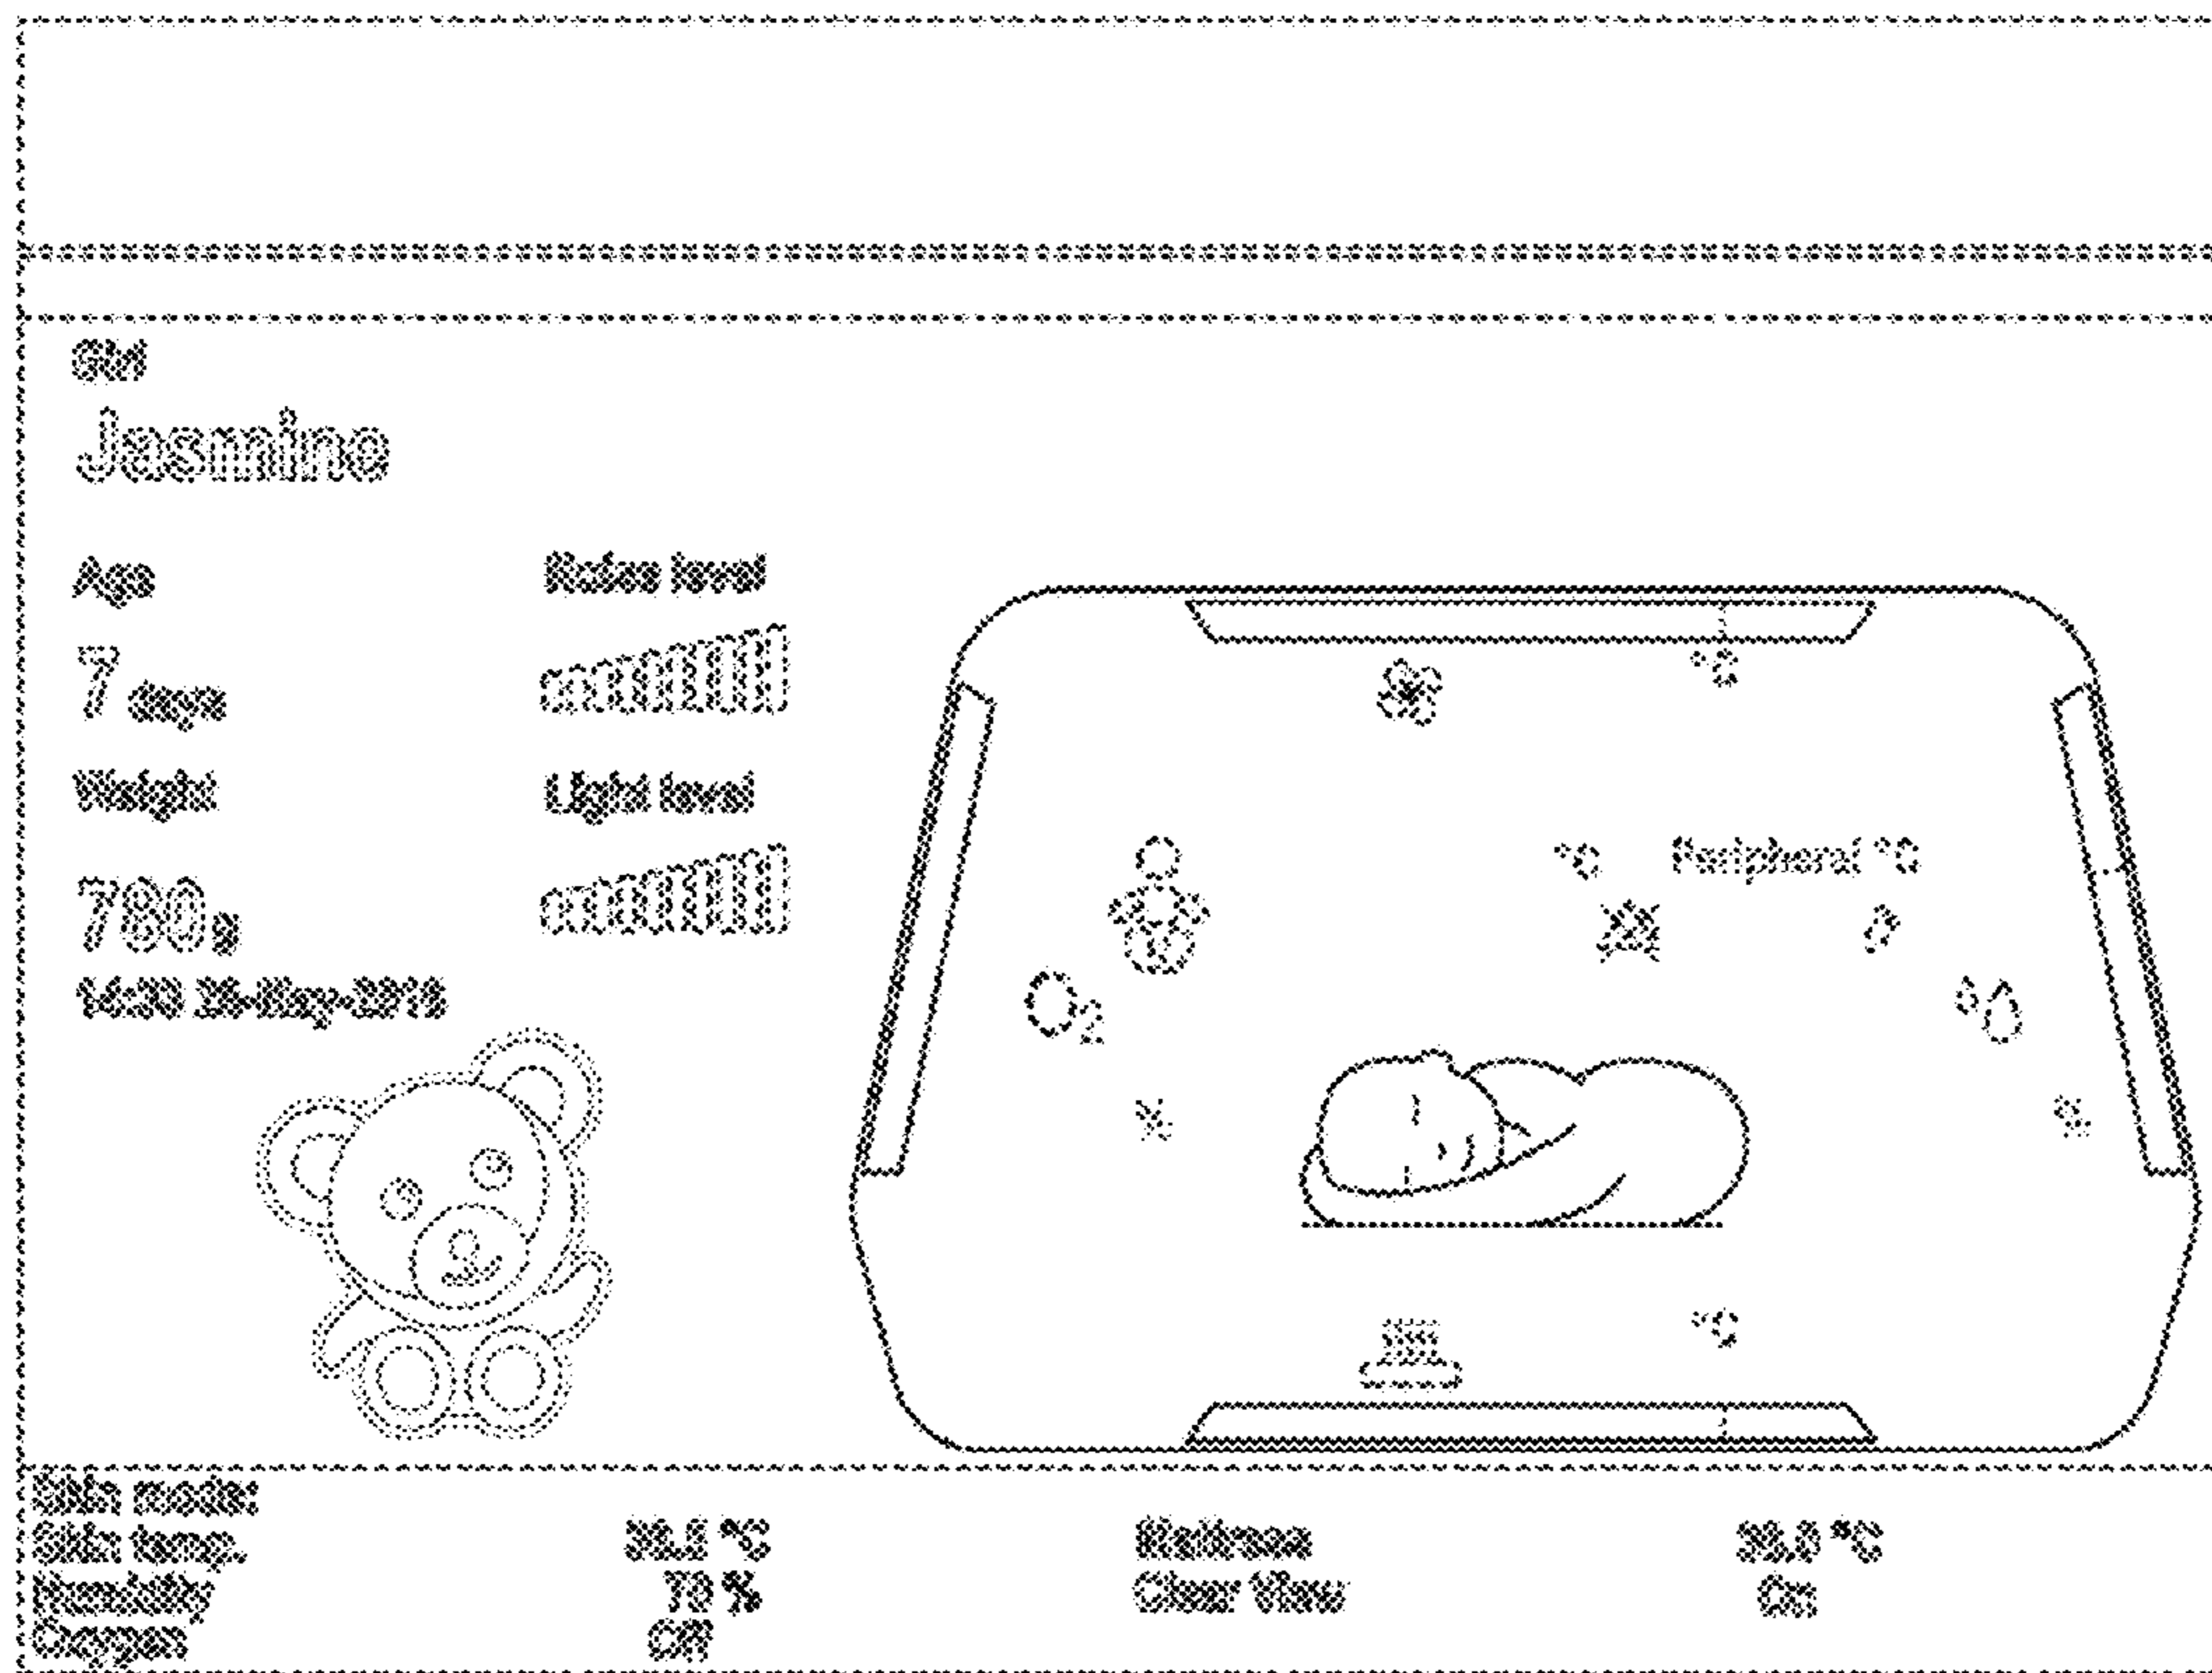 Girl
Jasmine
Age
Noise level
7 days
Weight
Light level
780 g
°C
°C Peripheral °C
O2
%
%
°C
Skin mode:
Skin temp. °C Mattress °C
Humidity 70 % Clear View On
Oxygen Off